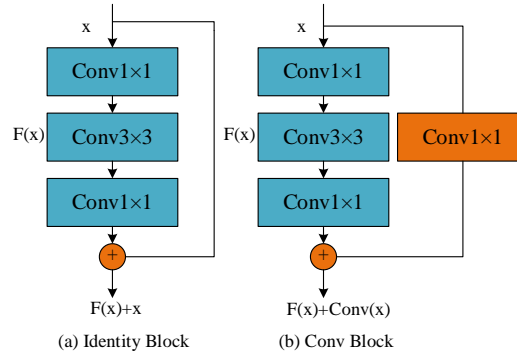 x
Conv1×1
F(x)
Conv3×3
Conv1×1
+
F(x)+x
(a) Identity Block
x
Conv1×1
F(x)
Conv3×3
Conv1×1
Conv1×1
+
F(x)+Conv(x)
(b) Conv Block